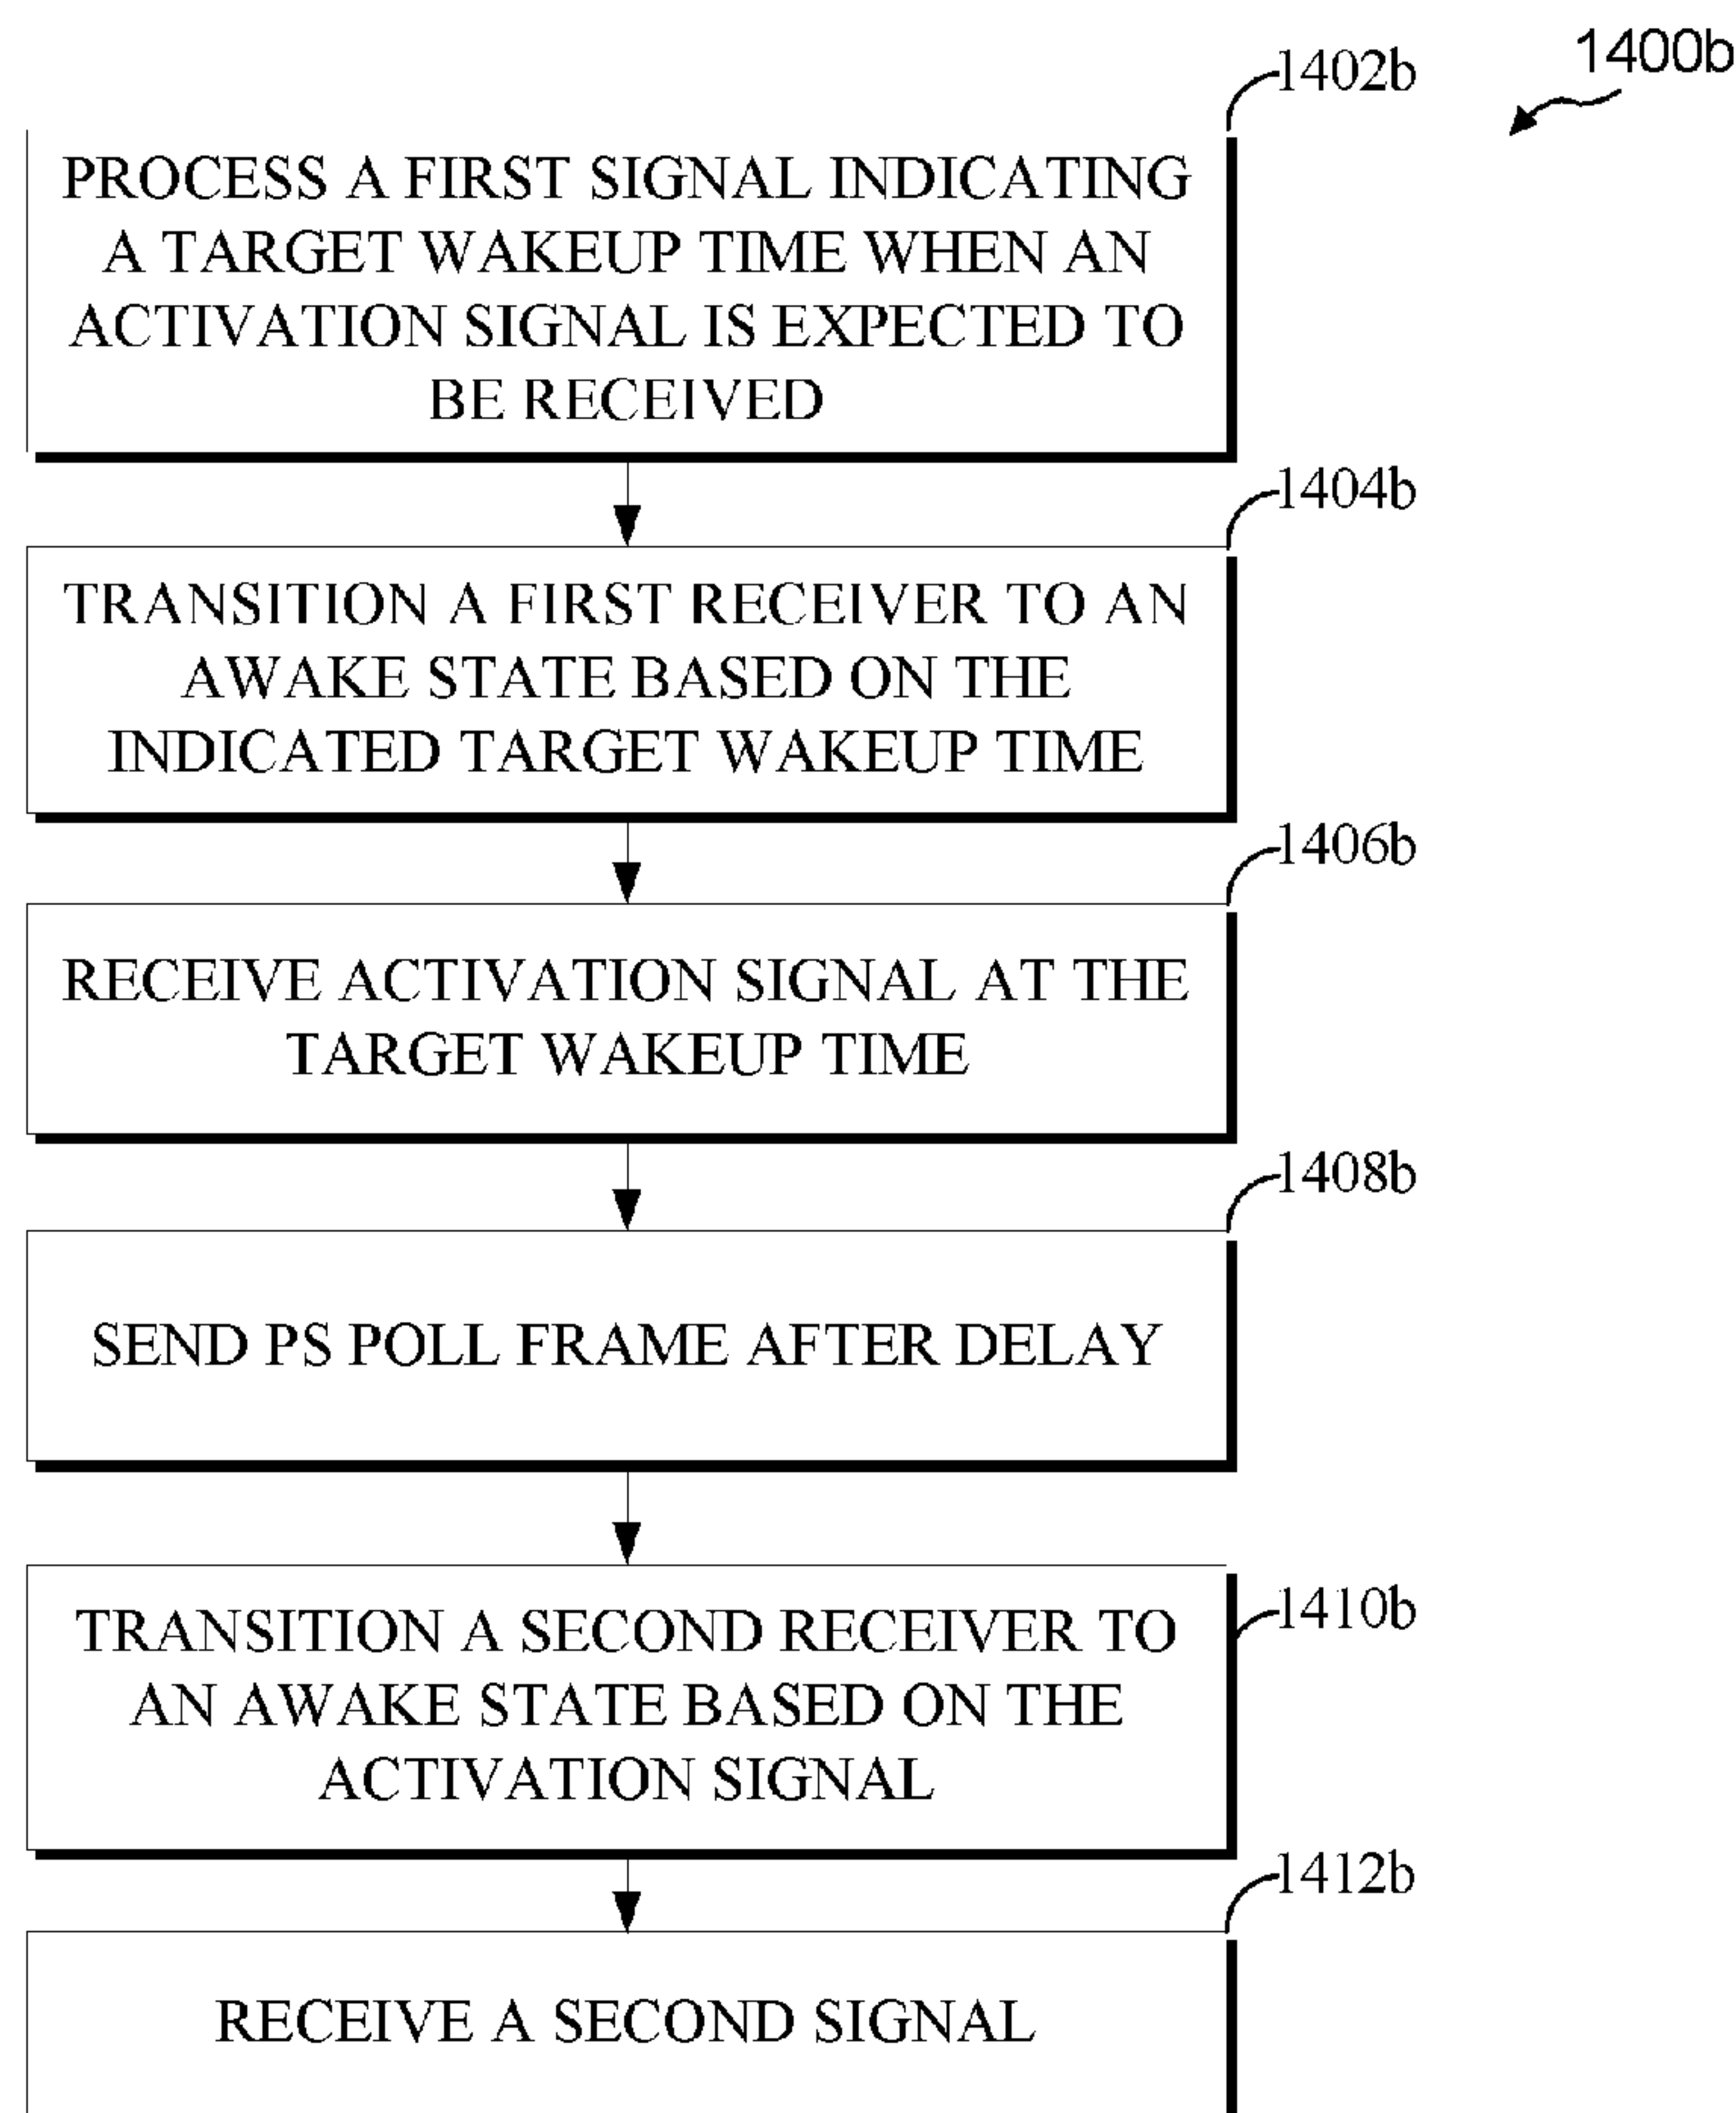 1400b
1402b
PROCESS A FIRST SIGNAL INDICATING
A TARGET WAKEUP TIME WHEN AN
ACTIVATION SIGNAL IS EXPECTED TO
BE RECEIVED
1404b
TRANSITION A FIRST RECEIVER TO AN
AWAKE STATE BASED ON THE
INDICATED TARGET WAKEUP TIME
1406b
RECEIVE ACTIVATION SIGNAL AT THE
TARGET WAKEUP TIME
1408b
SEND PS POLL FRAME AFTER DELAY
1410b
TRANSITION A SECOND RECEIVER TO
AN AWAKE STATE BASED ON THE
ACTIVATION SIGNAL
1412b
RECEIVE A SECOND SIGNAL